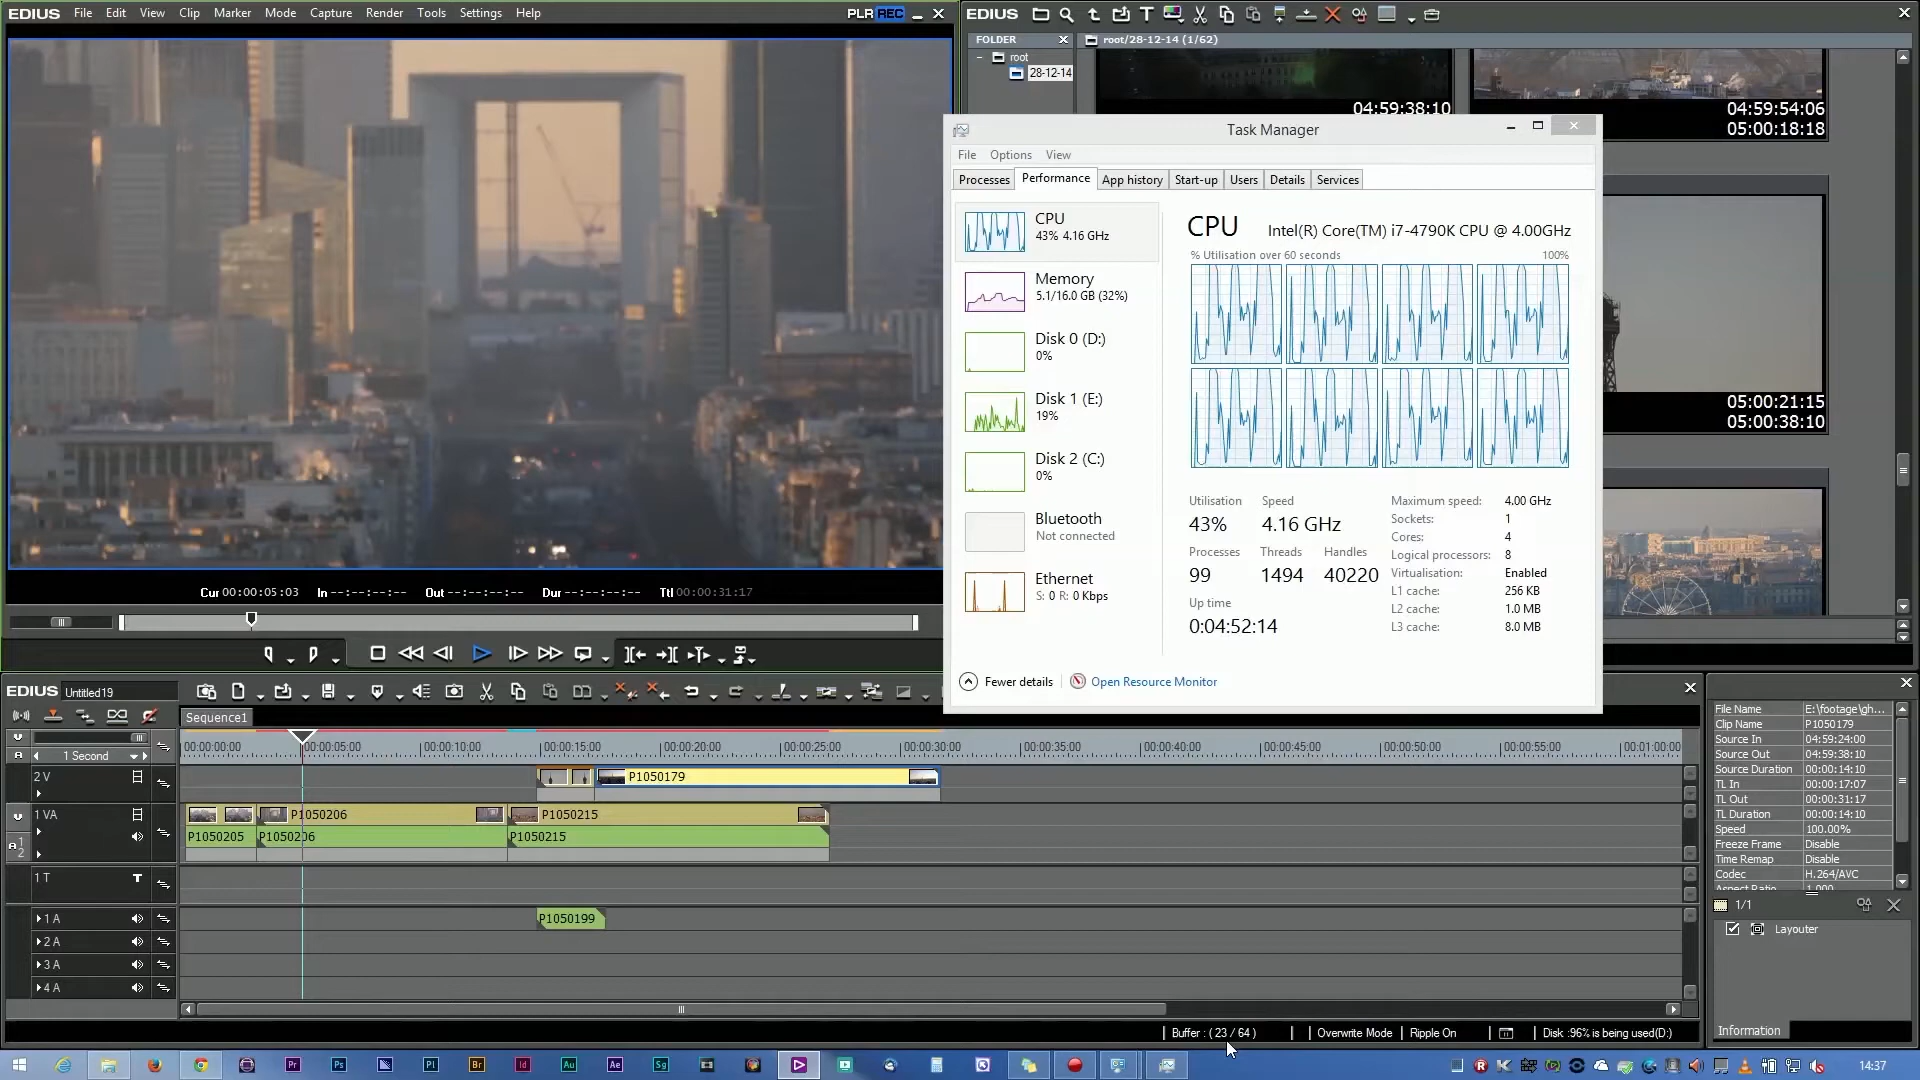 EDIUS File Edit View Clip Marker Mode Capture Render Tools Settings Help PLR REC
EDIUS
FOLDER
root
28-12-14
root/28-12-14 (1/62)
04:59:38:10
04:59:54:06
05:00:18:18
05:00:21:15
05:00:38:10
Task Manager
File Options View
Processes Performance App history Start-up Users Details Services
CPU
43% 4.16 GHz
Memory
5.1/16.0 GB (32%)
Disk 0 (D:)
0%
Disk 1 (E:)
19%
Disk 2 (C:)
0%
Bluetooth
Not connected
Ethernet
S: 0 R: 0 Kbps
CPU Intel(R) Core(TM) i7-4790K CPU @ 4.00GHz
% Utilisation over 60 seconds 100%
Utilisation Speed
43% 4.16 GHz
Processes Threads Handles
99 1494 40220
Up time
0:04:52:14
Maximum speed: 4.00 GHz
Sockets: 1
Cores: 4
Logical processors: 8
Virtualisation: Enabled
L1 cache: 256 KB
L2 cache: 1.0 MB
L3 cache: 8.0 MB
Fewer details Open Resource Monitor
Cur 00:00:05:03 In --:--:--:-- Out --:--:--:-- Dur --:--:--:-- Ttl 00:00:31:17
EDIUS Untitled19
Sequence1
1 Second
00:00:00:00 00:00:05:00 00:00:10:00 00:00:15:00 00:00:20:00 00:00:25:00 00:00:30:00 00:00:35:00 00:00:40:00 00:00:45:00 00:00:50:00 00:00:55:00 00:01:00:00
2 V P1050179
1 VA P1050206 P1050215
P1050205 P1050206 P1050215
A 1
2
1 T T
1 A P1050199
2 A
3 A
4 A
File Name E:\footage\gh...
Clip Name P1050179
Source In 04:59:24:00
Source Out 04:59:38:10
Source Duration 00:00:14:10
TL In 00:00:17:07
TL Out 00:00:31:17
TL Duration 00:00:14:10
Speed 100.00%
Freeze Frame Disable
Time Remap Disable
Codec H.264/AVC
Aspect Ratio 1.000
1/1
Layouter
Information
Buffer : ( 23 / 64 ) Overwrite Mode Ripple On Disk :96% is being used(D:)
Pr Ps Pl Br Id Au Ae Sg
14:37